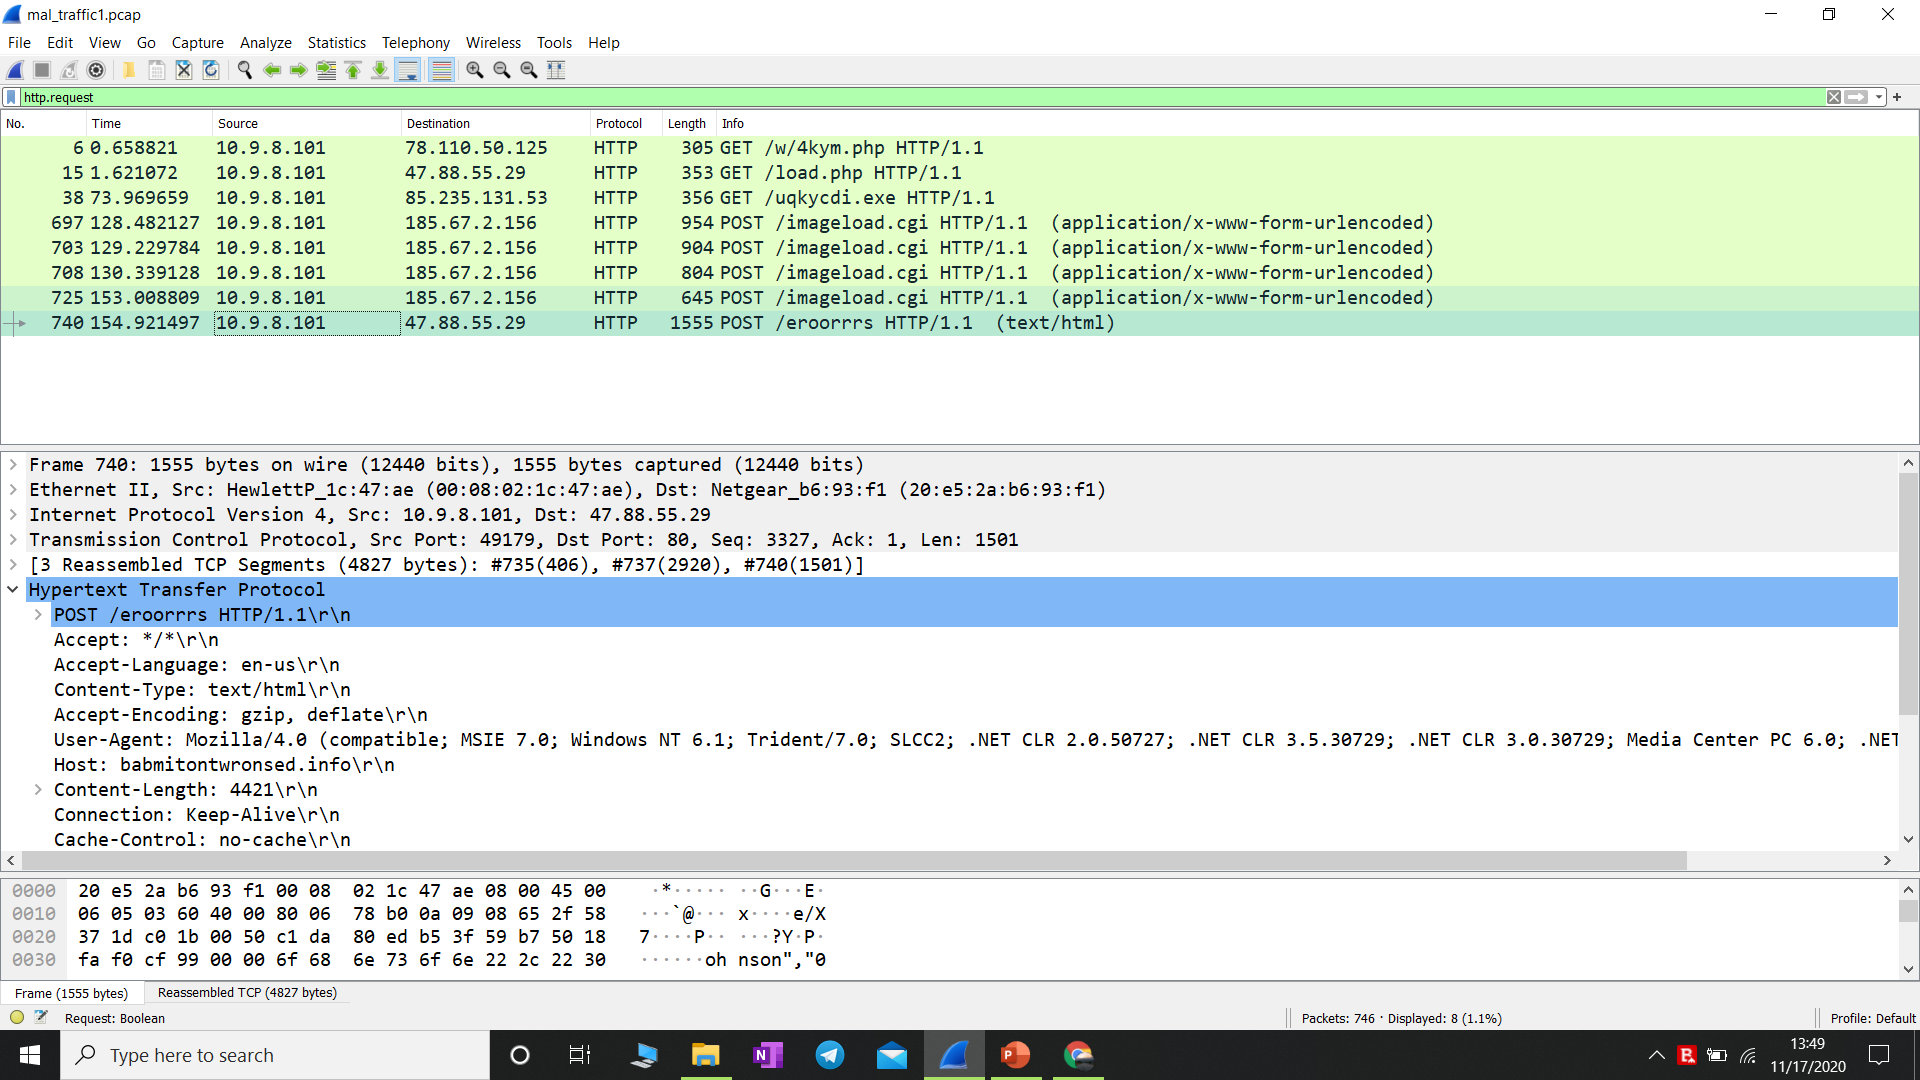 mal_traffic1.pcap
File Edit View Go Capture Analyze Statistics Telephony Wireless Tools Help
http.request
No. Time Source Destination Protocol Length Info
6 0.658821 10.9.8.101 78.110.50.125 HTTP 305 GET /w/4kym.php HTTP/1.1
15 1.621072 10.9.8.101 47.88.55.29 HTTP 353 GET /load.php HTTP/1.1
38 73.969659 10.9.8.101 85.235.131.53 HTTP 356 GET /uqkycdi.exe HTTP/1.1
697 128.482127 10.9.8.101 185.67.2.156 HTTP 954 POST /imageload.cgi HTTP/1.1 (application/x-www-form-urlencoded)
703 129.229784 10.9.8.101 185.67.2.156 HTTP 904 POST /imageload.cgi HTTP/1.1 (application/x-www-form-urlencoded)
708 130.339128 10.9.8.101 185.67.2.156 HTTP 804 POST /imageload.cgi HTTP/1.1 (application/x-www-form-urlencoded)
725 153.008809 10.9.8.101 185.67.2.156 HTTP 645 POST /imageload.cgi HTTP/1.1 (application/x-www-form-urlencoded)
740 154.921497 10.9.8.101 47.88.55.29 HTTP 1555 POST /eroorrrs HTTP/1.1 (text/html)
Frame 740: 1555 bytes on wire (12440 bits), 1555 bytes captured (12440 bits)
Ethernet II, Src: HewlettP_1c:47:ae (00:08:02:1c:47:ae), Dst: Netgear_b6:93:f1 (20:e5:2a:b6:93:f1)
Internet Protocol Version 4, Src: 10.9.8.101, Dst: 47.88.55.29
Transmission Control Protocol, Src Port: 49179, Dst Port: 80, Seq: 3327, Ack: 1, Len: 1501
[3 Reassembled TCP Segments (4827 bytes): #735(406), #737(2920), #740(1501)]
Hypertext Transfer Protocol
POST /eroorrrs HTTP/1.1\r\n
Accept: */*\r\n
Accept-Language: en-us\r\n
Content-Type: text/html\r\n
Accept-Encoding: gzip, deflate\r\n
User-Agent: Mozilla/4.0 (compatible; MSIE 7.0; Windows NT 6.1; Trident/7.0; SLCC2; .NET CLR 2.0.50727; .NET CLR 3.5.30729; .NET CLR 3.0.30729; Media Center PC 6.0; .NET
Host: babmitontwronsed.info\r\n
Content-Length: 4421\r\n
Connection: Keep-Alive\r\n
Cache-Control: no-cache\r\n
0000 20 e5 2a b6 93 f1 00 08 02 1c 47 ae 08 00 45 00 ·*····· ··G···E·
0010 06 05 03 60 40 00 80 06 78 b0 0a 09 08 65 2f 58 ···`@··· x····e/X
0020 37 1d c0 1b 00 50 c1 da 80 ed b5 3f 59 b7 50 18 7····P·· ···?Y·P·
0030 fa f0 cf 99 00 00 6f 68 6e 73 6f 6e 22 2c 22 30 ······oh nson","0
Frame (1555 bytes) Reassembled TCP (4827 bytes)
Request: Boolean Packets: 746 · Displayed: 8 (1.1%) Profile: Default
Type here to search
13:49
11/17/2020